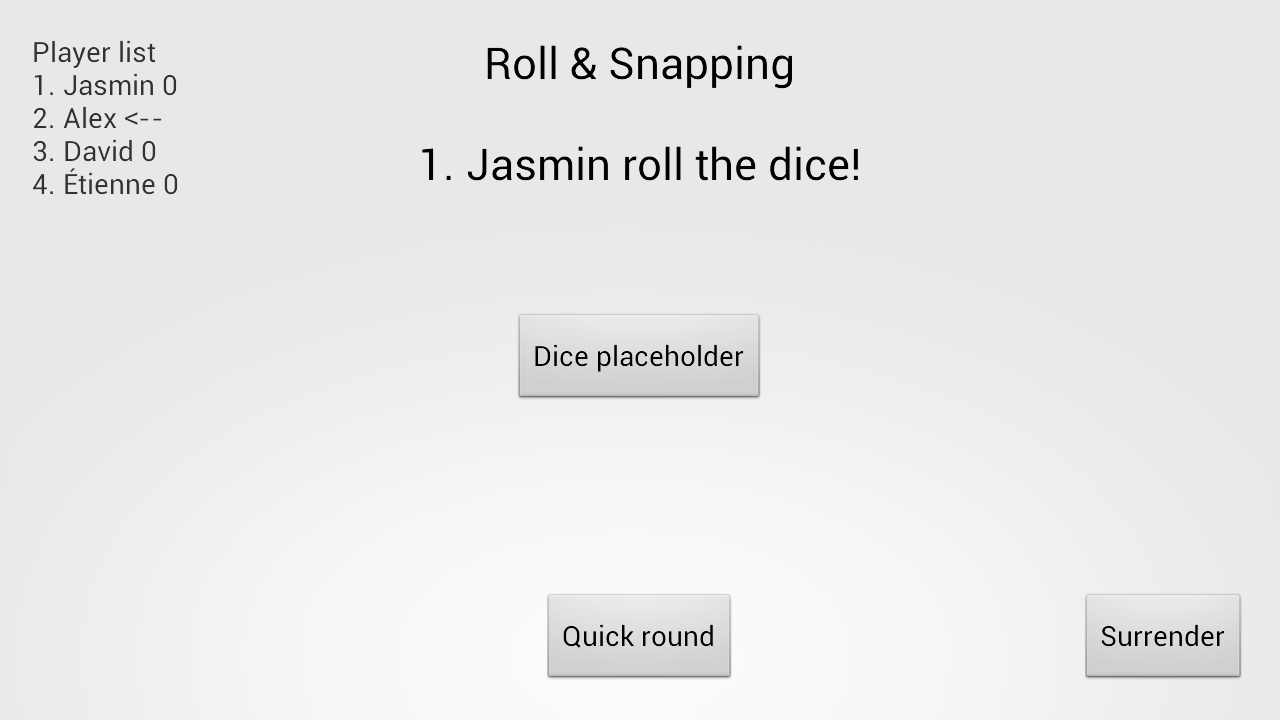 Player list
1. Jasmin 0
2. Alex <--
3. David 0
4. Étienne 0
Roll & Snapping
1. Jasmin roll the dice!
Dice placeholder
Quick round
Surrender